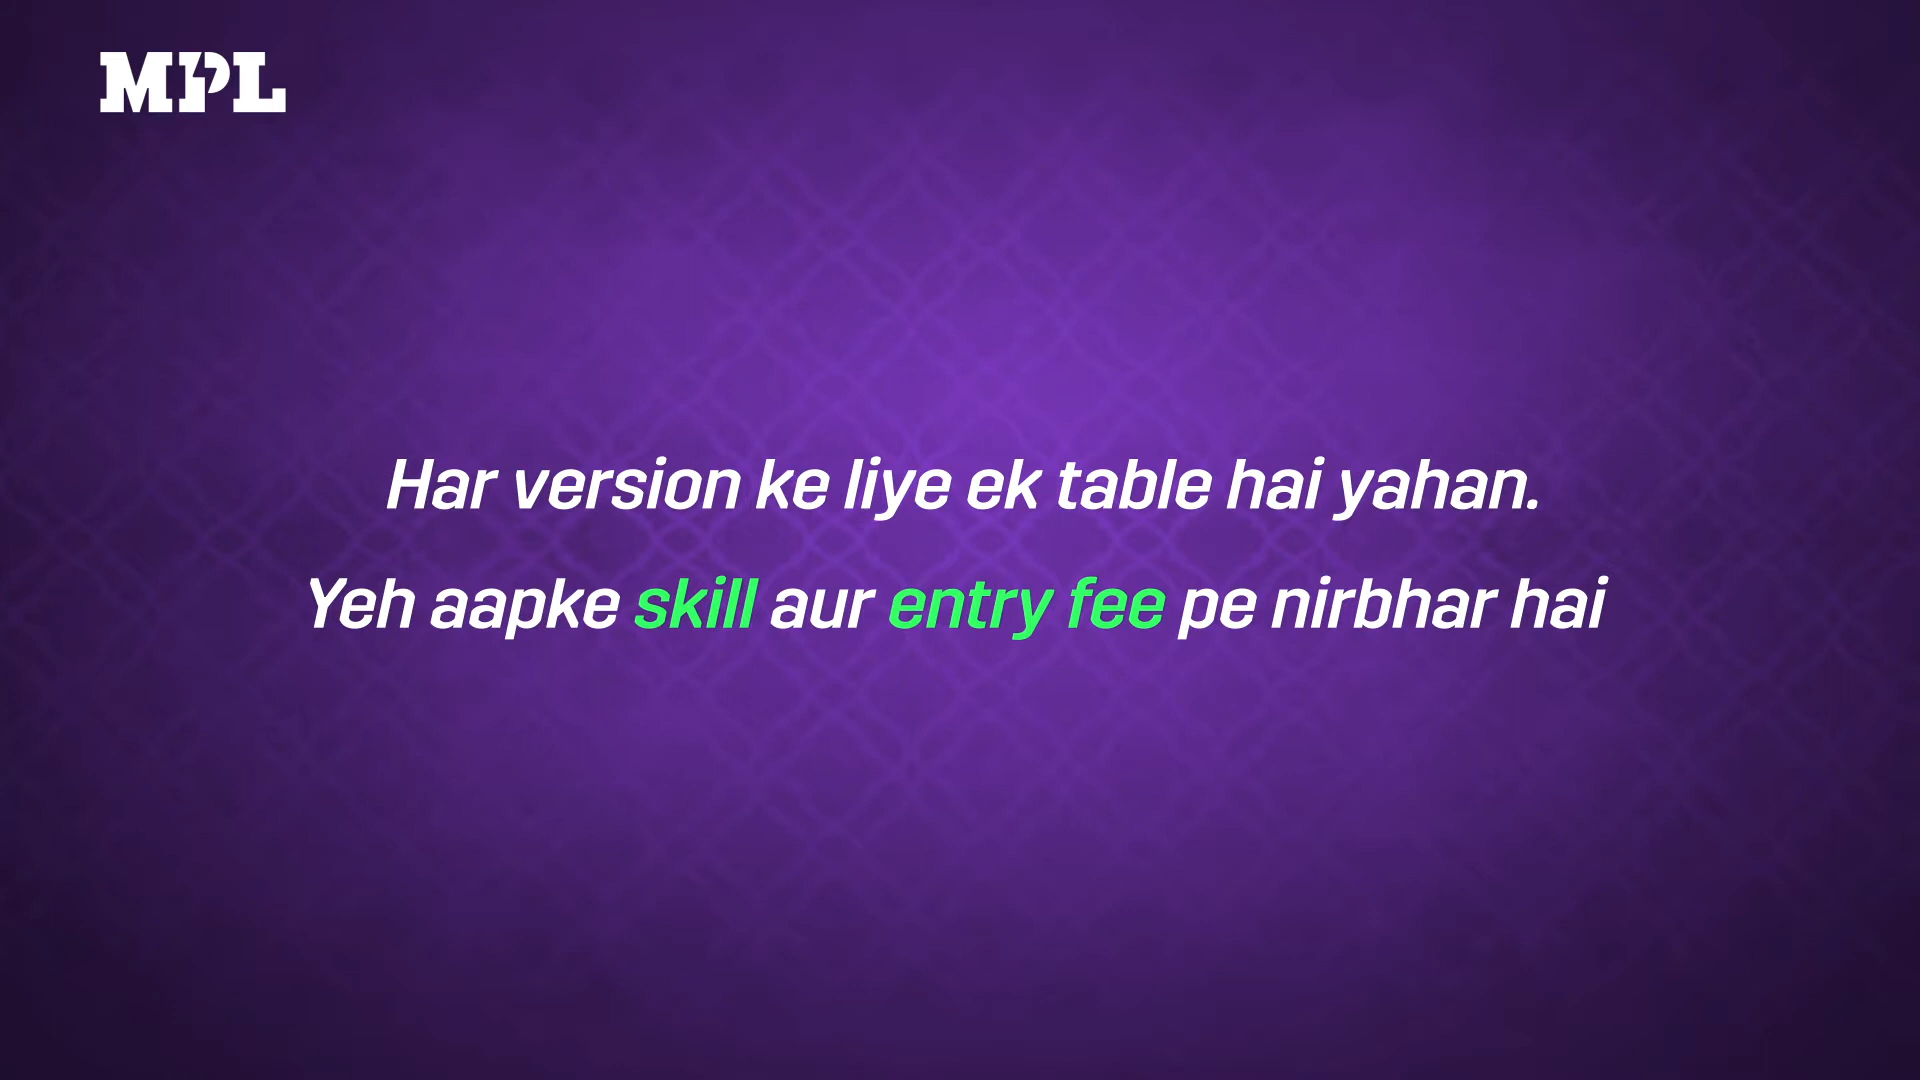 MPL
Har version ke liye ek table hai yahan.
Yeh aapke skill aur entry fee pe nirbhar hai